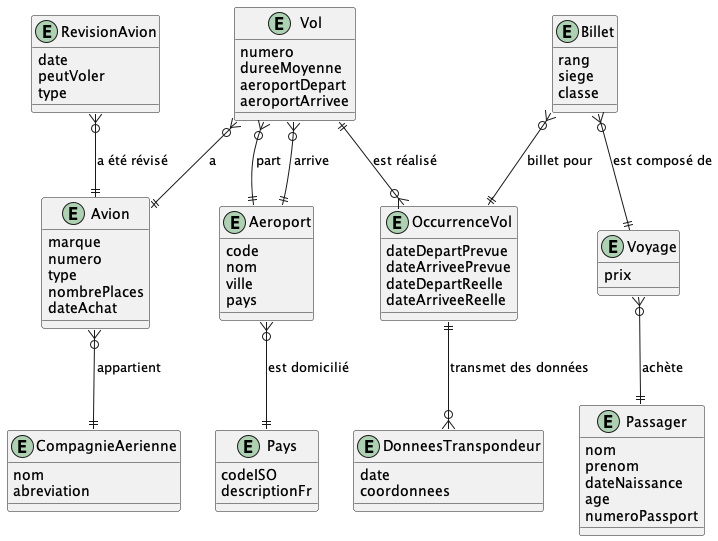 E RevisionAvion
date
peutVoler
type
E Vol
numero
dureeMoyenne
aeroportDepart
aeroportArrivee
E Billet
rang
siege
classe
a été révisé
a
part
arrive
est réalisé
billet pour
est composé de
E Avion
marque
numero
type
nombrePlaces
dateAchat
E Aeroport
code
nom
ville
pays
E OccurrenceVol
dateDepartPrevue
dateArriveePrevue
dateDepartReelle
dateArriveeReelle
E Voyage
prix
appartient
est domicilié
transmet des données
achète
E CompagnieAerienne
nom
abreviation
E Pays
codeISO
descriptionFr
E DonneesTranspondeur
date
coordonnees
E Passager
nom
prenom
dateNaissance
age
numeroPassport